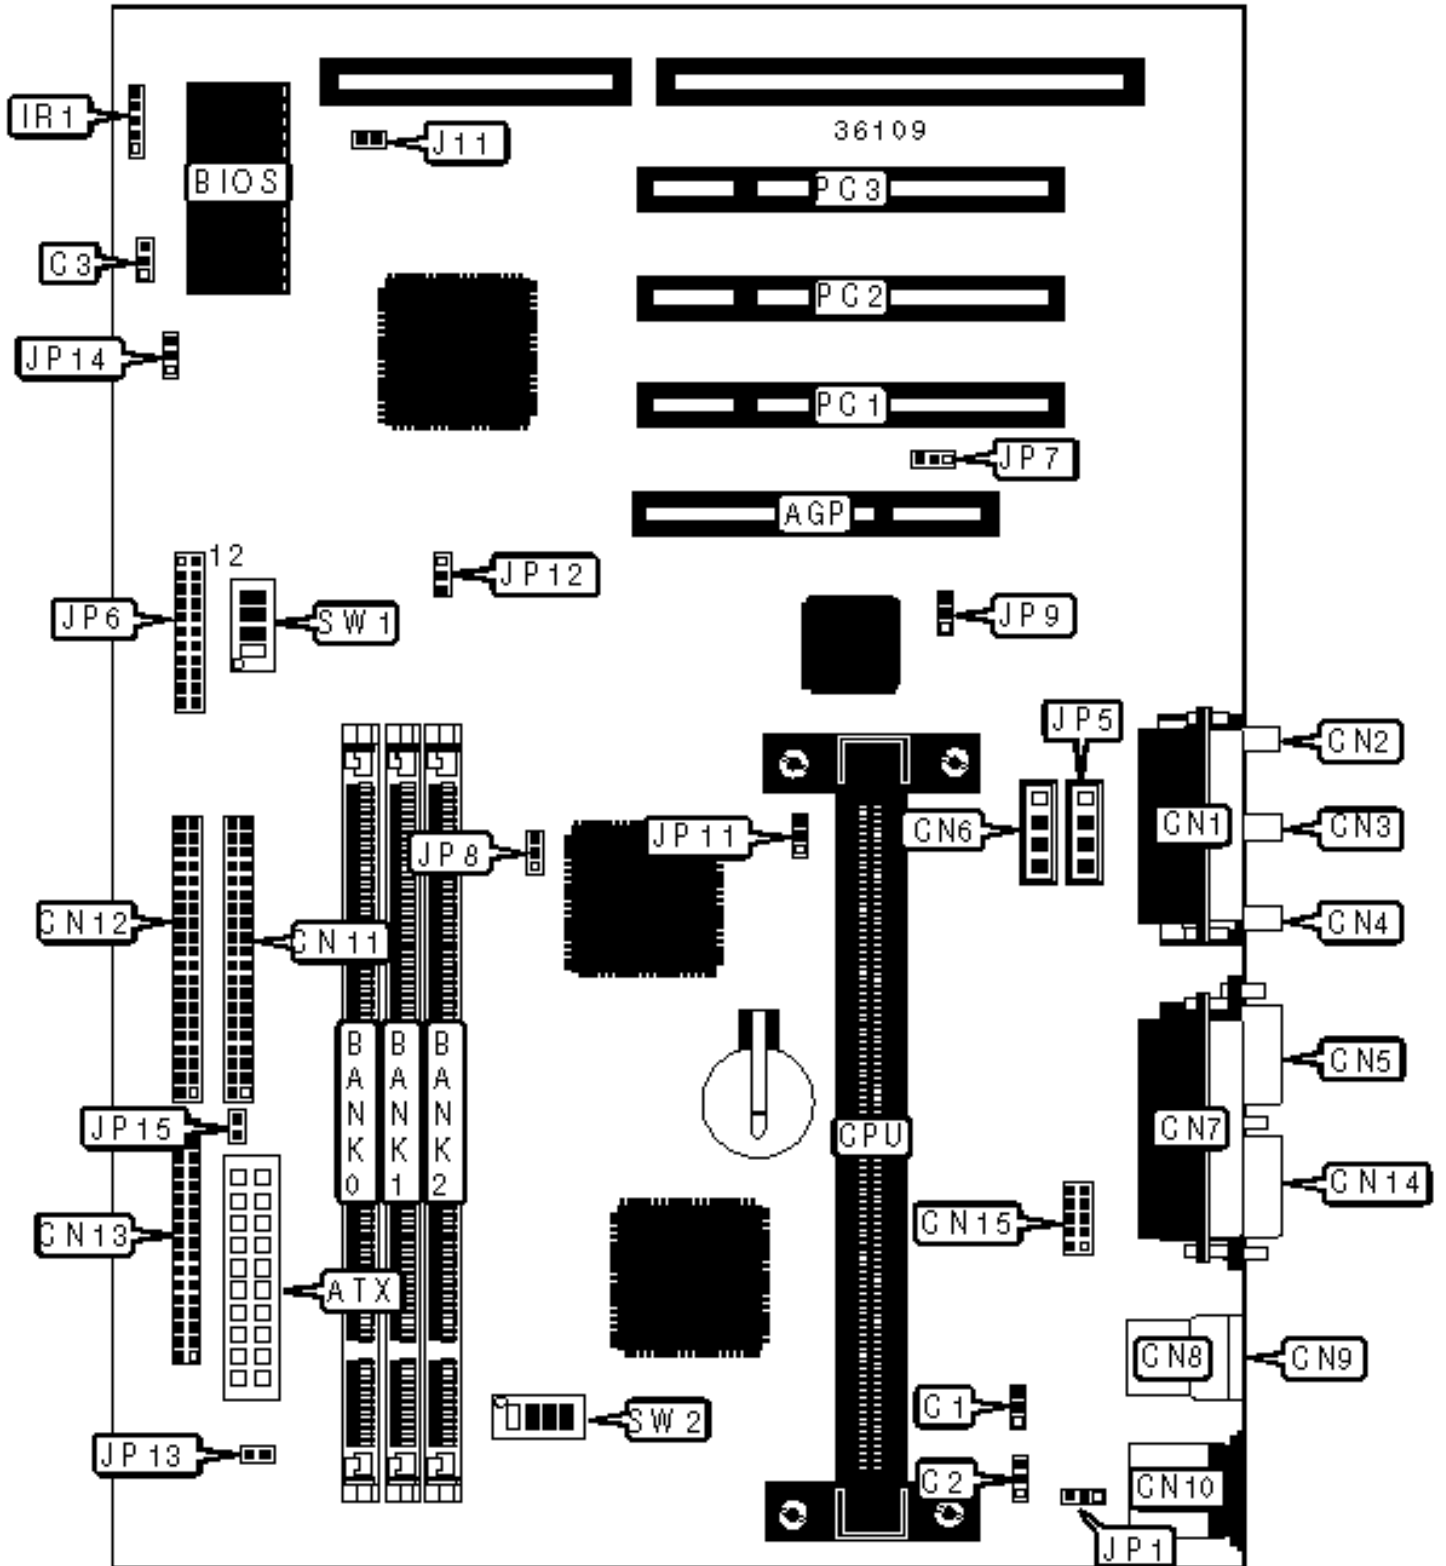 IR1
BIOS
J11
36109
PC3
C3
PC2
JP14
PC1
JP7
AGP
12
JP12
JP6
SW1
JP9
JP5
CN2
CN6
CN1
CN3
JP11
JP8
CN12
CN11
CN4
BANK0
BANK1
BANK2
CN5
JP15
CPU
CN7
CN14
CN13
CN15
ATX
CN8
CN9
C1
SW2
JP13
C2
CN10
JP1